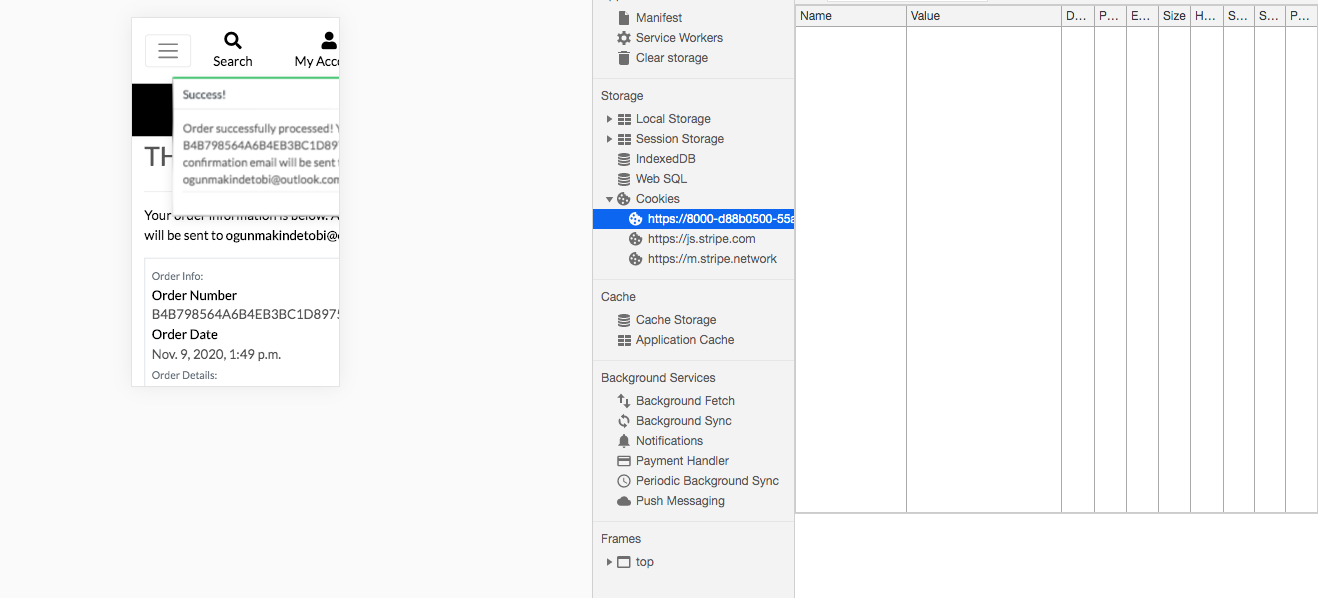 Search
My Acc
Success!
Order successfully processed!
B4B798564A6B4EB3BC1D897
confirmation email will be sent
ogunmakindetobi@outlook.com
TH
Your order information is below. A
will be sent to ogunmakindetobi@
Order Info:
Order Number
B4B798564A6B4EB3BC1D8975
Order Date
Nov. 9, 2020, 1:49 p.m.
Order Details:
Manifest
Service Workers
Clear storage
Storage
Local Storage
Session Storage
IndexedDB
Web SQL
Cookies
https://8000-d88b0500-55a
https://js.stripe.com
https://m.stripe.network
Cache
Cache Storage
Application Cache
Background Services
Background Fetch
Background Sync
Notifications
Payment Handler
Periodic Background Sync
Push Messaging
Frames
top
Name Value D... P... E... Size H... S... S... P...